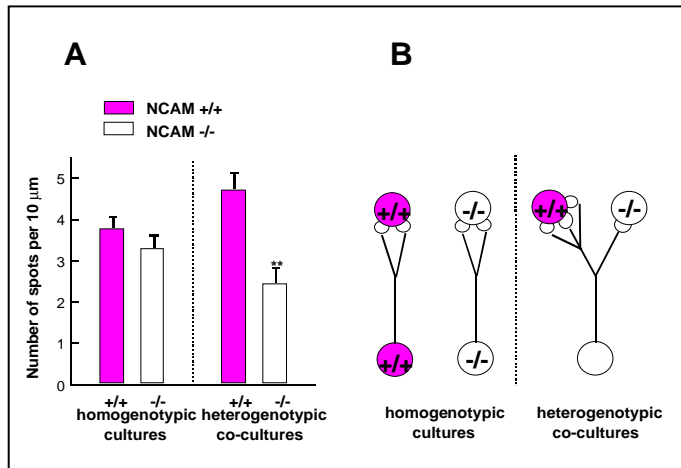 A
B
NCAM +/+
NCAM -/-
Number of spots per 10 μm
5
4
3
2
1
0
**
+/+ -/- +/+ -/-
homogenotypic cultures
heterogenotypic co-cultures
+/+ -/- +/+ -/-
+/+ -/-
homogenotypic cultures
heterogenotypic co-cultures